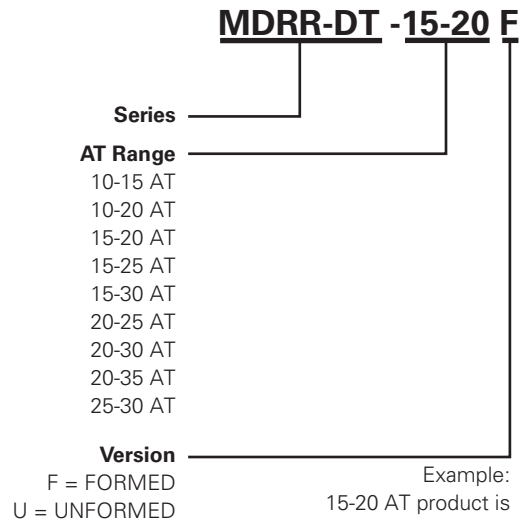 MDRR-DT -15-20 F
Series
AT Range
10-15 AT
10-20 AT
15-20 AT
15-25 AT
15-30 AT
20-25 AT
20-30 AT
20-35 AT
25-30 AT
Version
F = FORMED
U = UNFORMED
Example:
15-20 AT product is